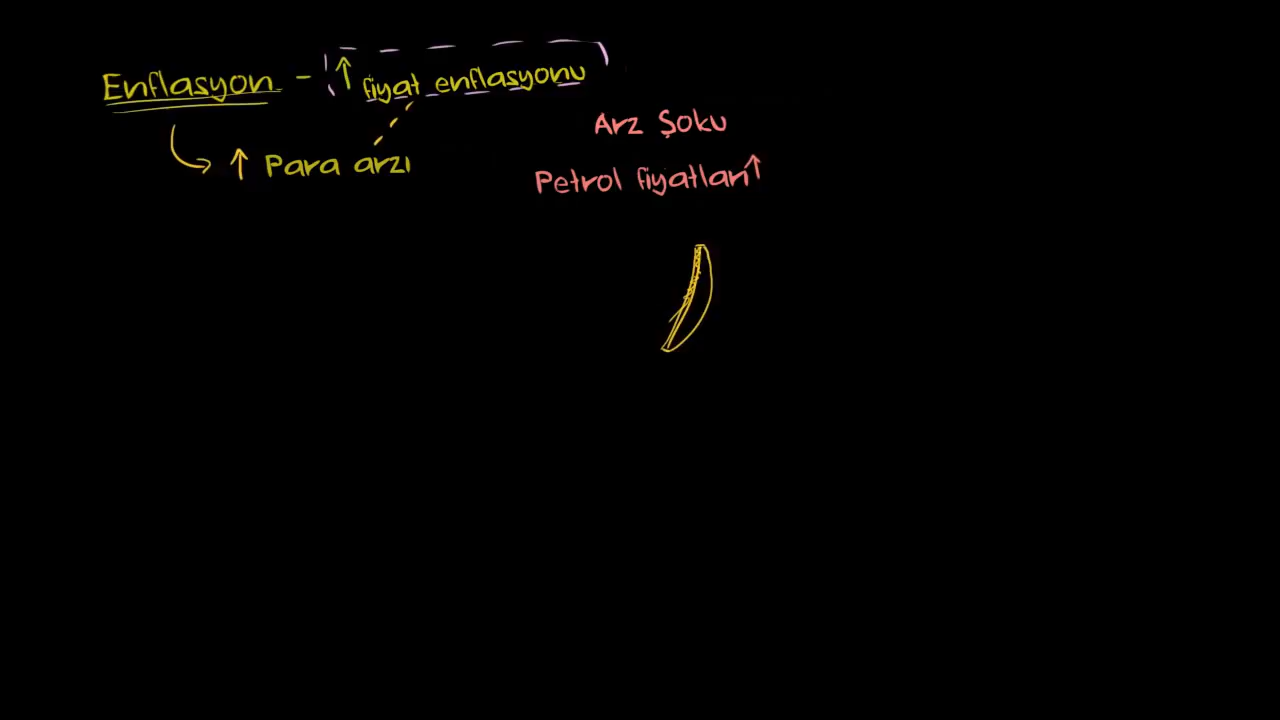 Enflasyon - ↑ fiyat enflasyonu
Arz Şoku
↑ Para arzı
Petrol fiyatları↑